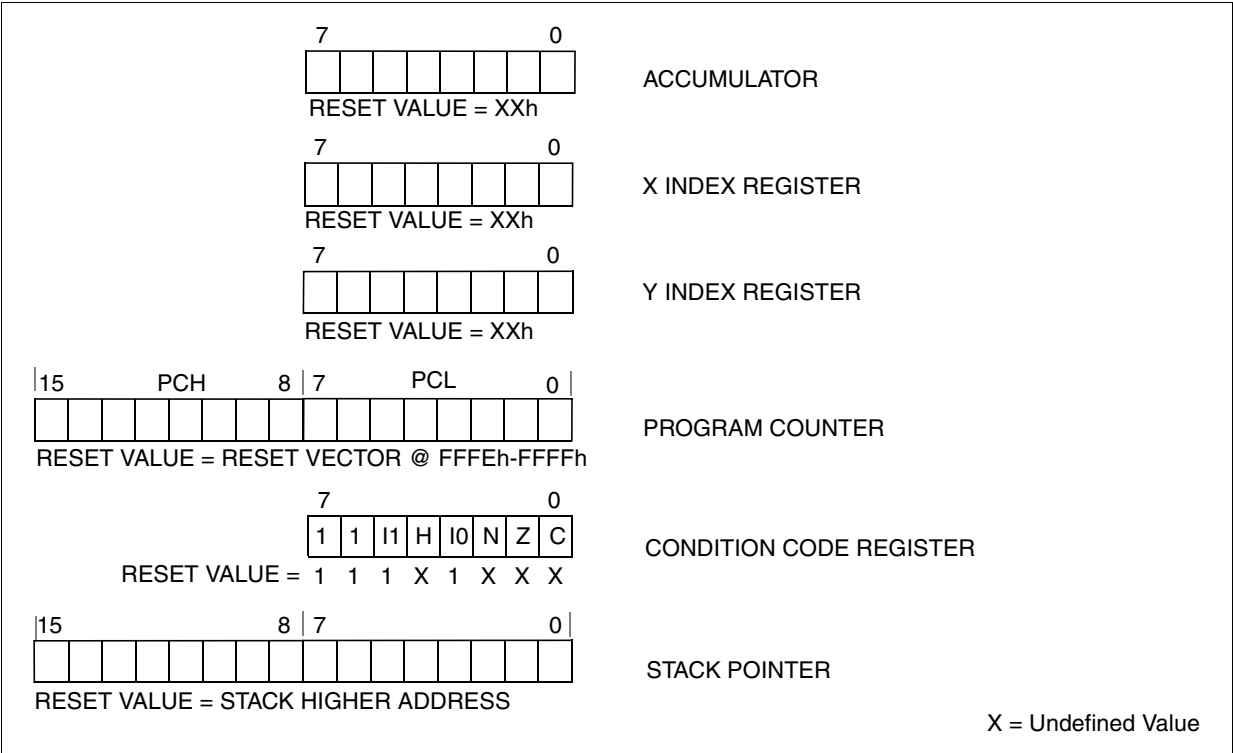 7 0
ACCUMULATOR
RESET VALUE = XXh
7 0
X INDEX REGISTER
RESET VALUE = XXh
7 0
Y INDEX REGISTER
RESET VALUE = XXh
15 PCH 8 7 PCL 0
PROGRAM COUNTER
RESET VALUE = RESET VECTOR @ FFFEh-FFFFh
7 0
1 1 I1 H I0 N Z C
CONDITION CODE REGISTER
RESET VALUE = 1 1 1 X 1 X X X
15 8 7 0
STACK POINTER
RESET VALUE = STACK HIGHER ADDRESS
X = Undefined Value